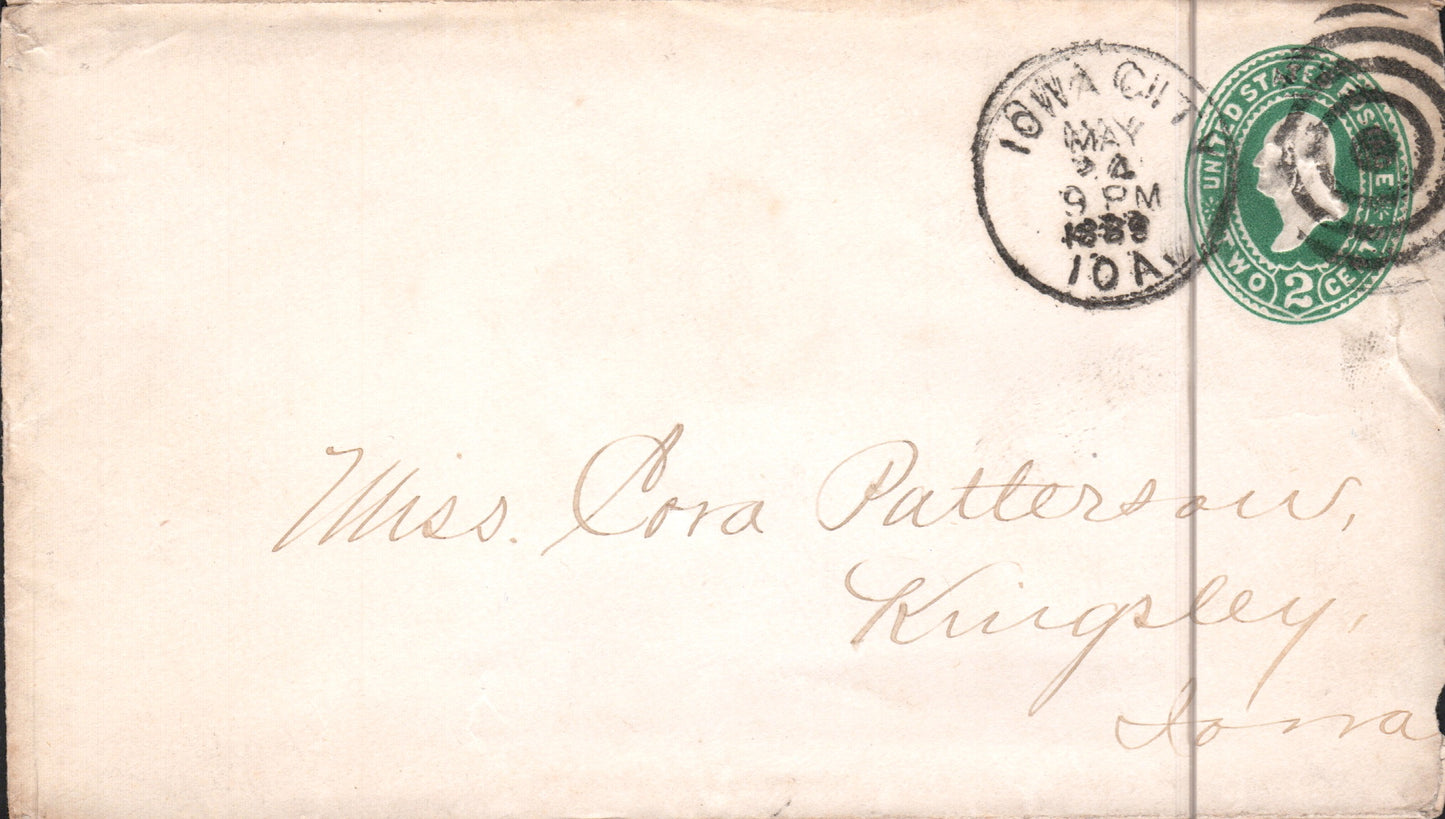 IOWA CITY
MAY
24
9 PM
1889
IOA.
UNITED STATES
TWO 2 CENTS
Miss. Cora Patterson,
Kingsley,
Iowa